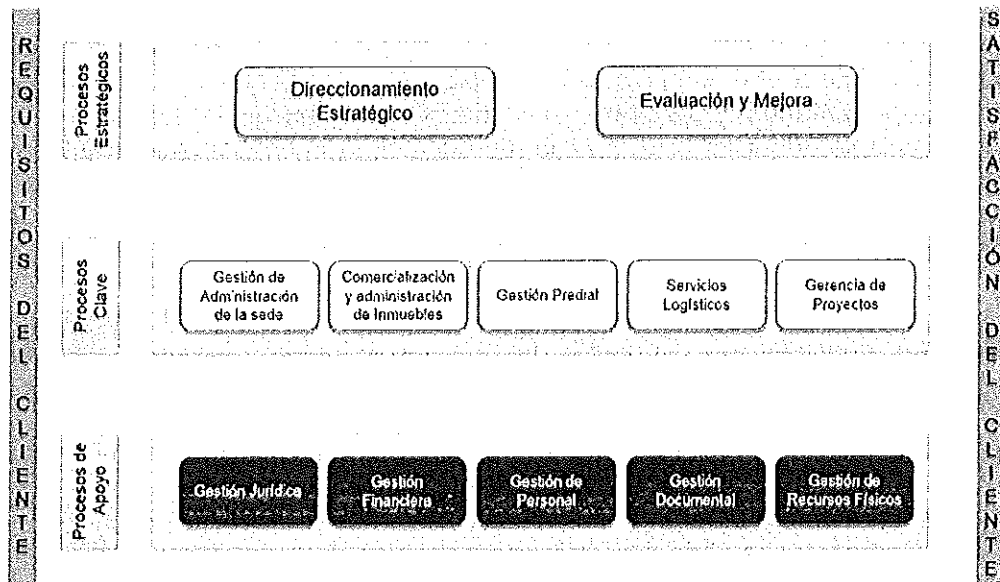 REQUISITOS DEL CLIENTE
Procesos
Estratégicos
Direccionamiento
Estratégico
Evaluación y Mejora
Procesos
Clave
Gestión de
Administración
de la sede
Comercialización
y administración
de Inmuebles
Gestión Predial
Servicios
Logísticos
Gerencia de
Proyectos
Procesos de
Apoyo
Gestión Jurídica
Gestión
Financiera
Gestión de
Personal
Gestión
Documental
Gestión de
Recursos Físicos
SATISFACCIÓN DEL CLIENTE